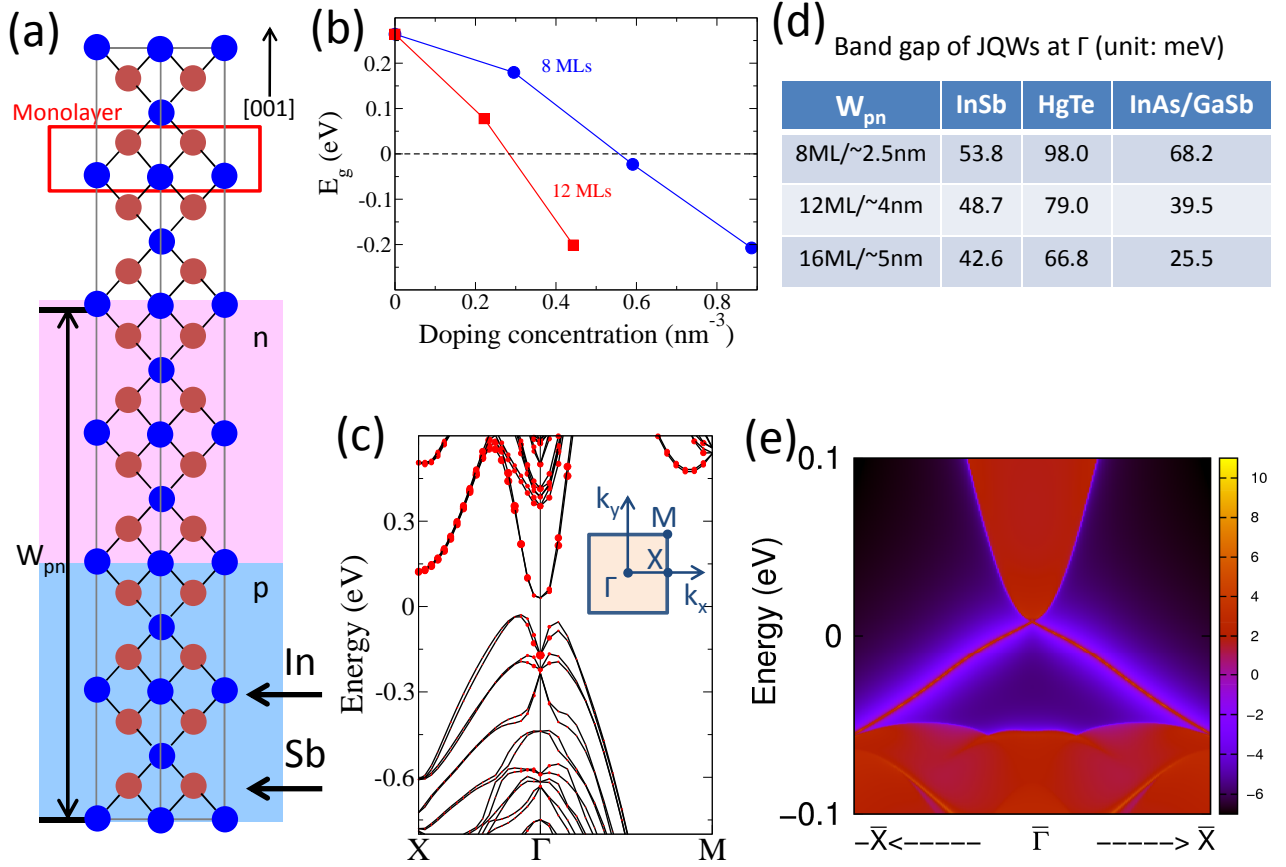 (a)
[001]
Monolayer
n
W_pn
p
In
Sb
(b)
E_g (eV)
0.2
0.1
0
-0.1
-0.2
8 MLs
12 MLs
0 0.2 0.4 0.6 0.8
Doping concentration (nm^-3)
(d)
Band gap of JQWs at Γ (unit: meV)
W_pn InSb HgTe InAs/GaSb
8ML/~2.5nm 53.8 98.0 68.2
12ML/~4nm 48.7 79.0 39.5
16ML/~5nm 42.6 66.8 25.5
(c)
Energy (eV)
0.3
0
-0.3
-0.6
k_y
M
X
Γ
k_x
X Γ M
(e)
Energy (eV)
0.1
0
−0.1
10
8
6
4
2
0
−2
−4
−6
−X̄<----- Γ̄ -----> X̄